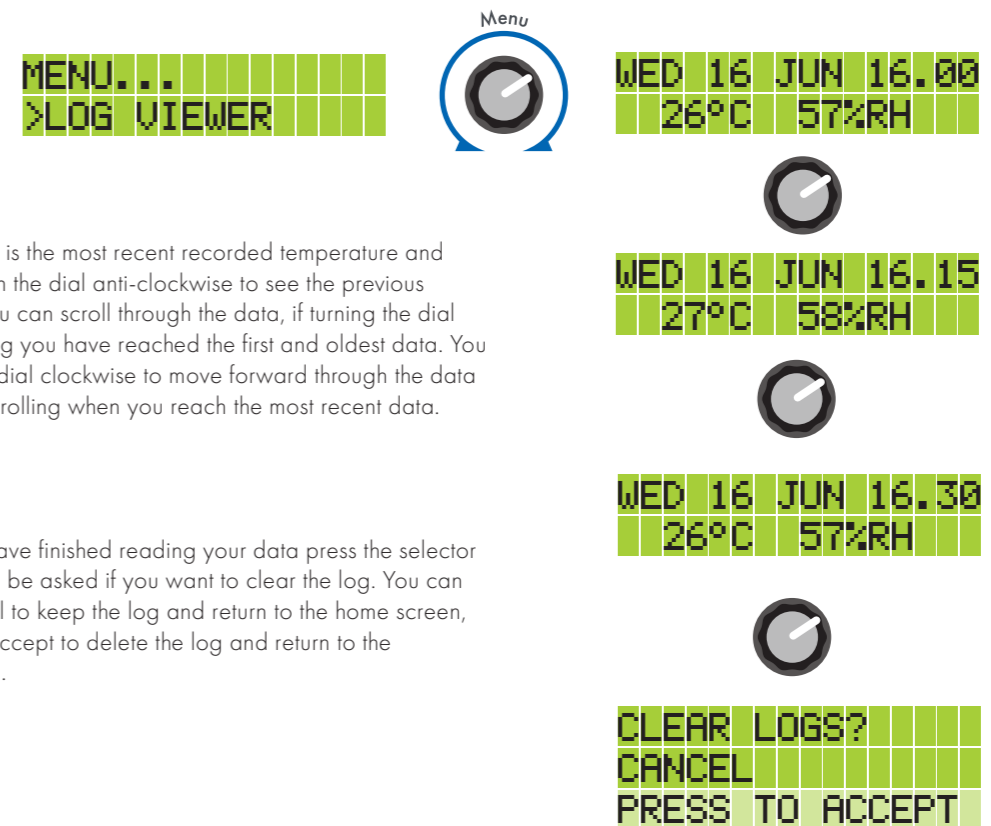 Menu
MENU...
>LOG VIEWER
WED 16 JUN 16.00
26°C 57%RH
is the most recent recorded temperature and
the dial anti-clockwise to see the previous
can scroll through the data, if turning the dial
you have reached the first and oldest data. You
dial clockwise to move forward through the data
when you reach the most recent data.
WED 16 JUN 16.15
27°C 58%RH
finished reading your data press the selector
be asked if you want to clear the log. You can
to keep the log and return to the home screen,
to delete the log and return to the
WED 16 JUN 16.30
26°C 57%RH
CLEAR LOGS?
CANCEL
PRESS TO ACCEPT